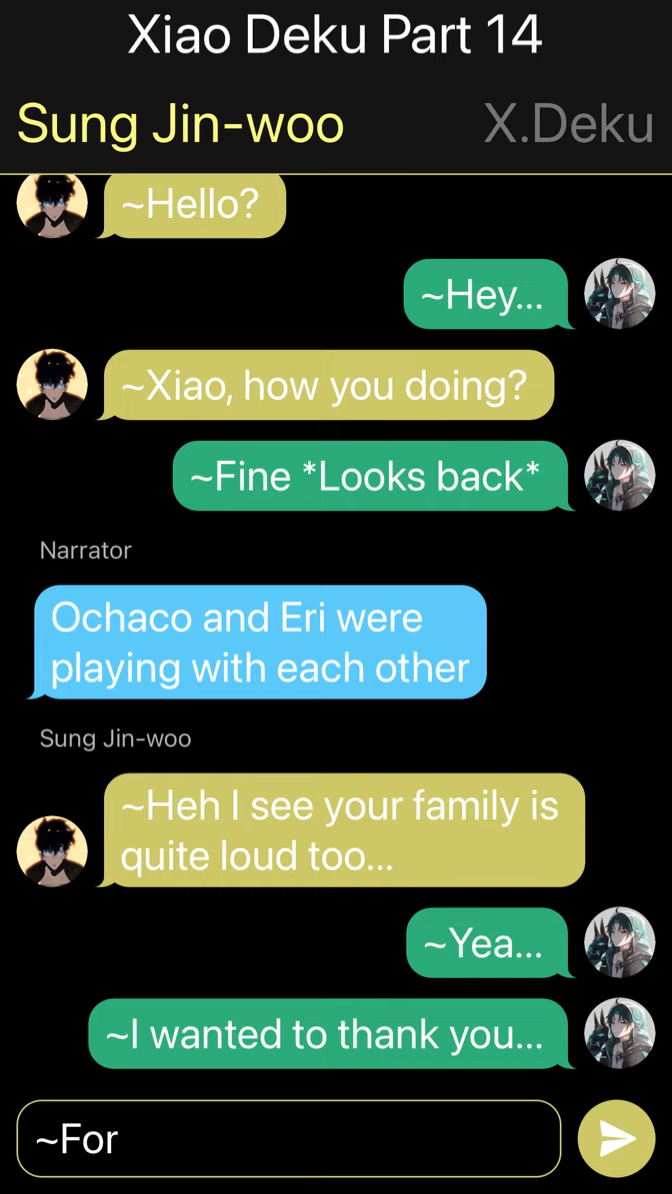 Xiao Deku Part 14
Sung Jin-woo X.Deku
~Hello?
~Hey...
~Xiao, how you doing?
~Fine *Looks back*
Narrator
Ochaco and Eri were
playing with each other
Sung Jin-woo
~Heh I see your family is
quite loud too...
~Yea...
~I wanted to thank you...
~For